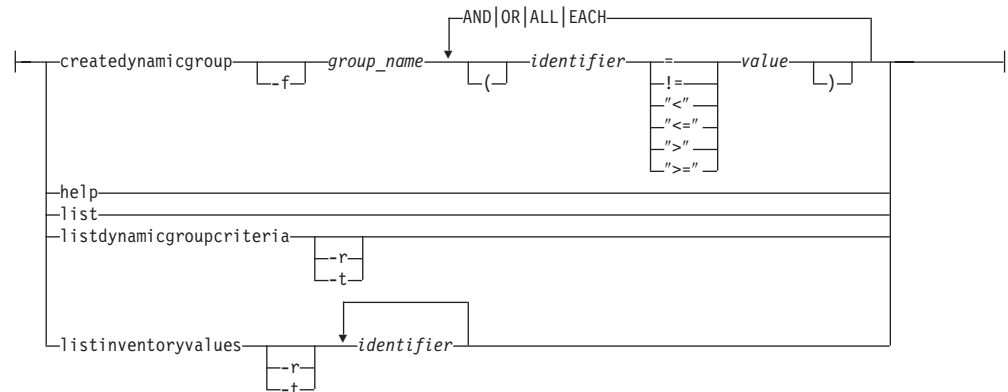 AND|OR|ALL|EACH
createdynamicgroup -f group_name ( identifier = value )
!=
"<"
"<="
">"
">="
help
list
listdynamicgroupcriteria
-r
-t
listinventoryvalues identifier
-r
-t